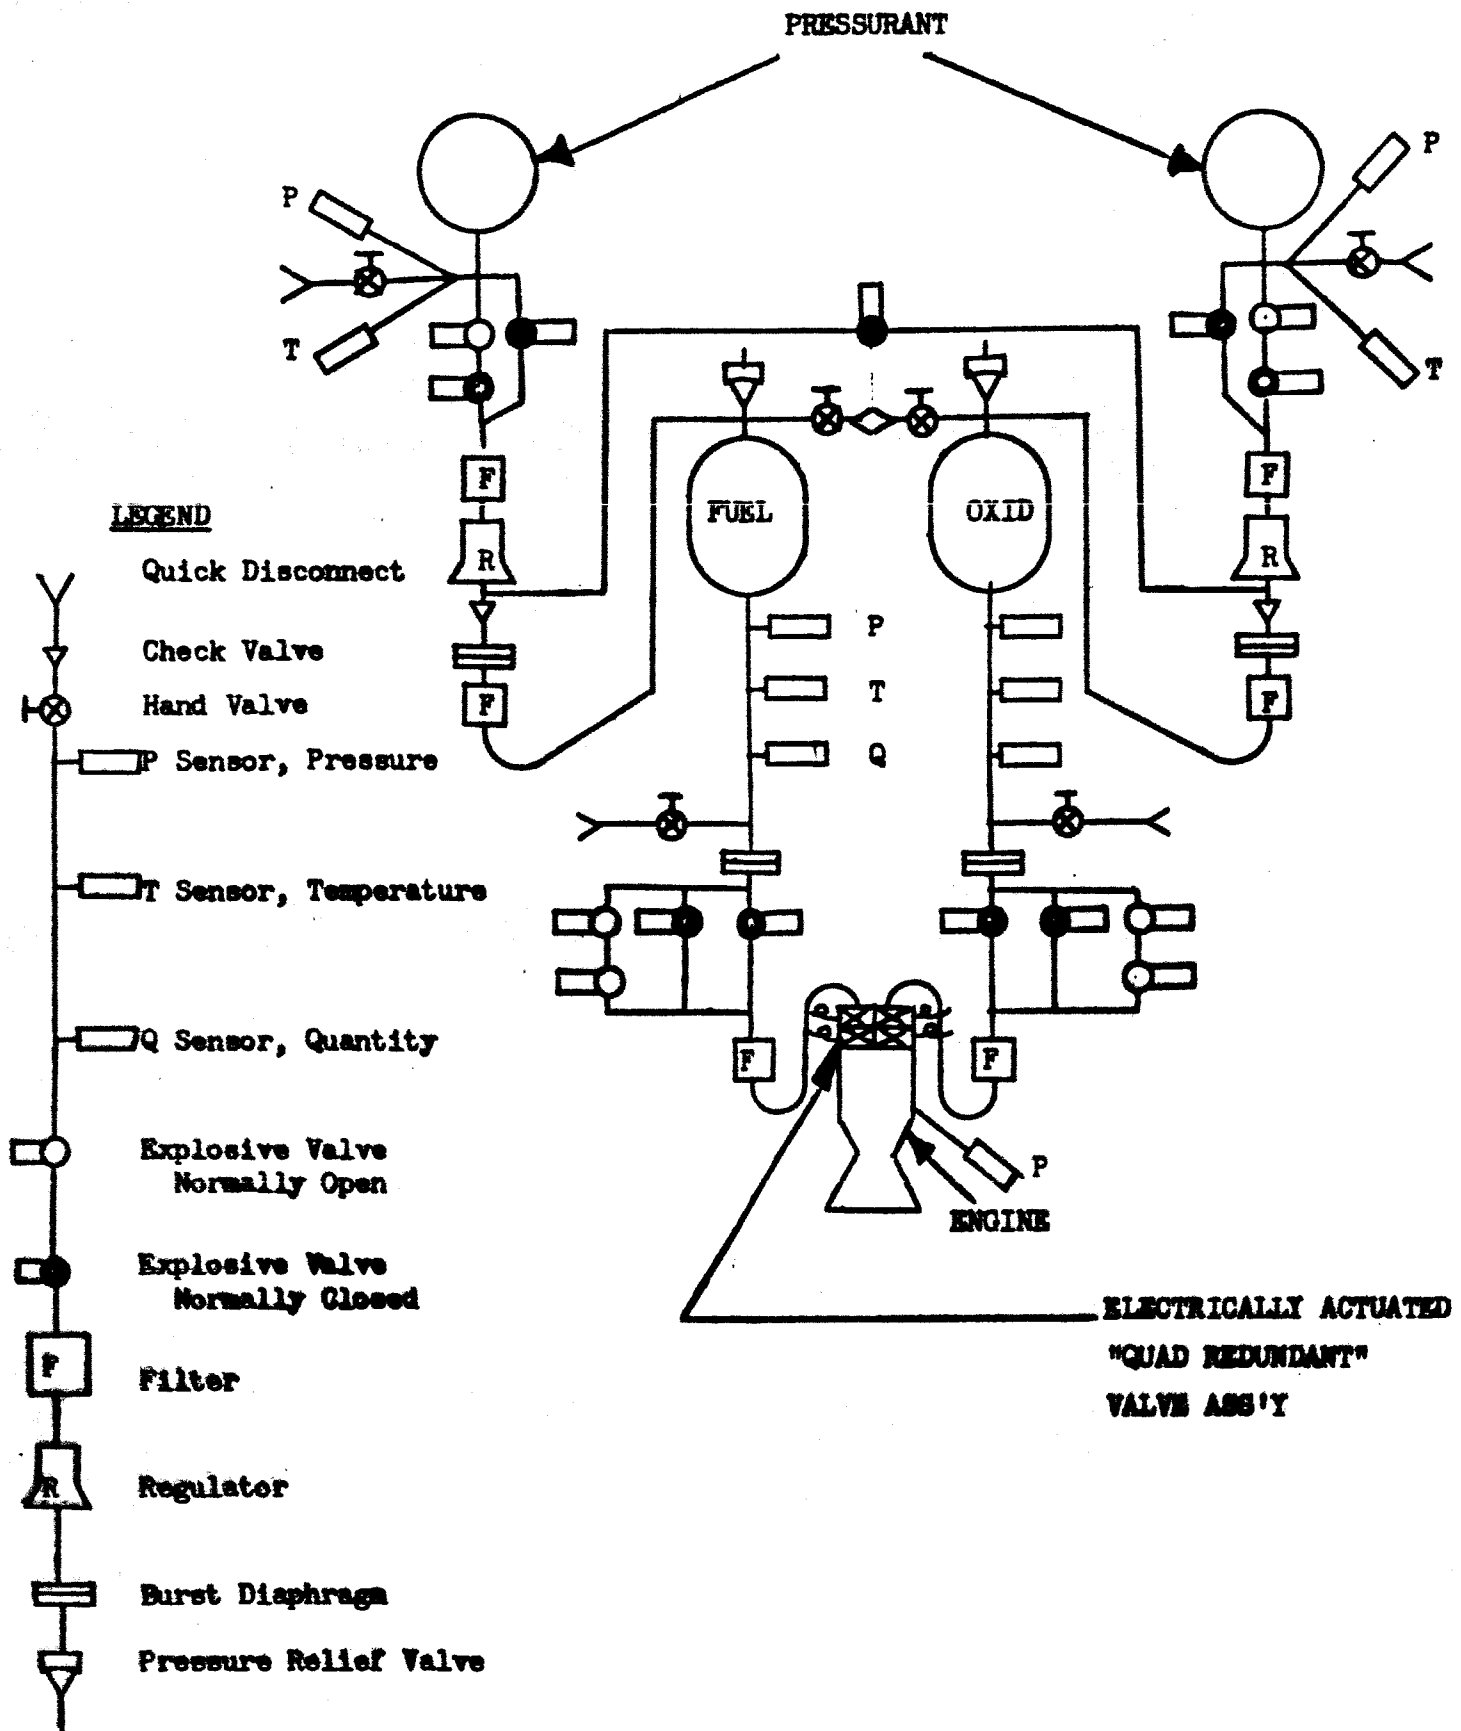 PRESSURANT
P
P
T
T
F
F
FUEL
OXID
R
R
P
F
T
F
Q
F
F
P
ENGINE
ELECTRICALLY ACTUATED
"QUAD REDUNDANT"
VALVE ASS'Y
LEGEND
Quick Disconnect
Check Valve
Hand Valve
P Sensor, Pressure
T Sensor, Temperature
Q Sensor, Quantity
Explosive Valve
Normally Open
Explosive Valve
Normally Closed
F
Filter
R
Regulator
Burst Diaphragm
Pressure Relief Valve